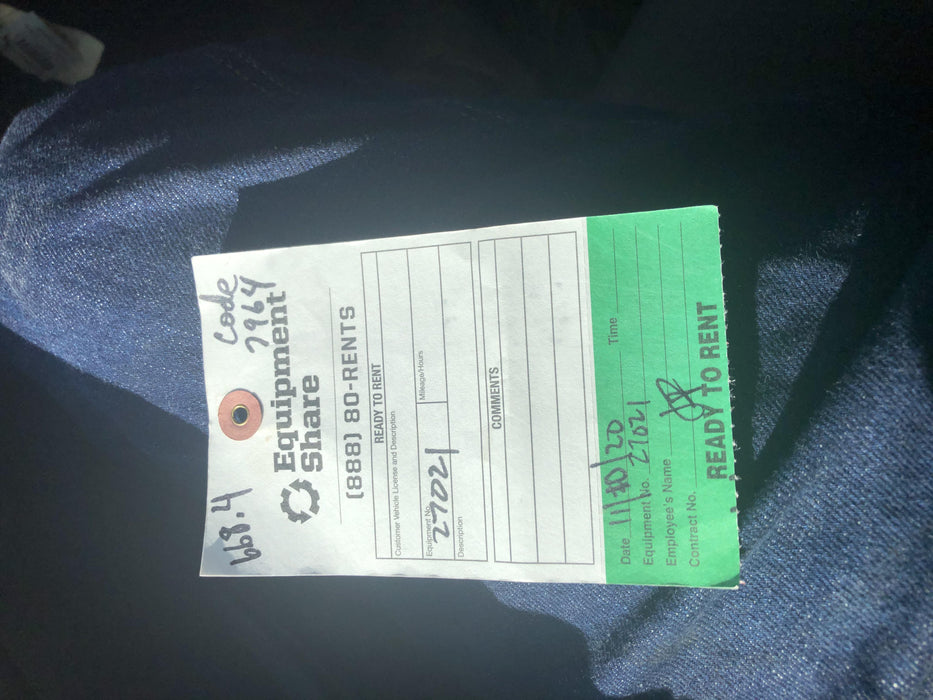 668.4
Code
7964
Equipment
Share
(888) 80-RENTS
READY TO RENT
Customer Vehicle License and Description
Equipment No. Mileage/Hours
27021
Description
COMMENTS
Date 11/10/20 Time
Equipment No. 27021
Employee's Name
Contract No.
READY TO RENT